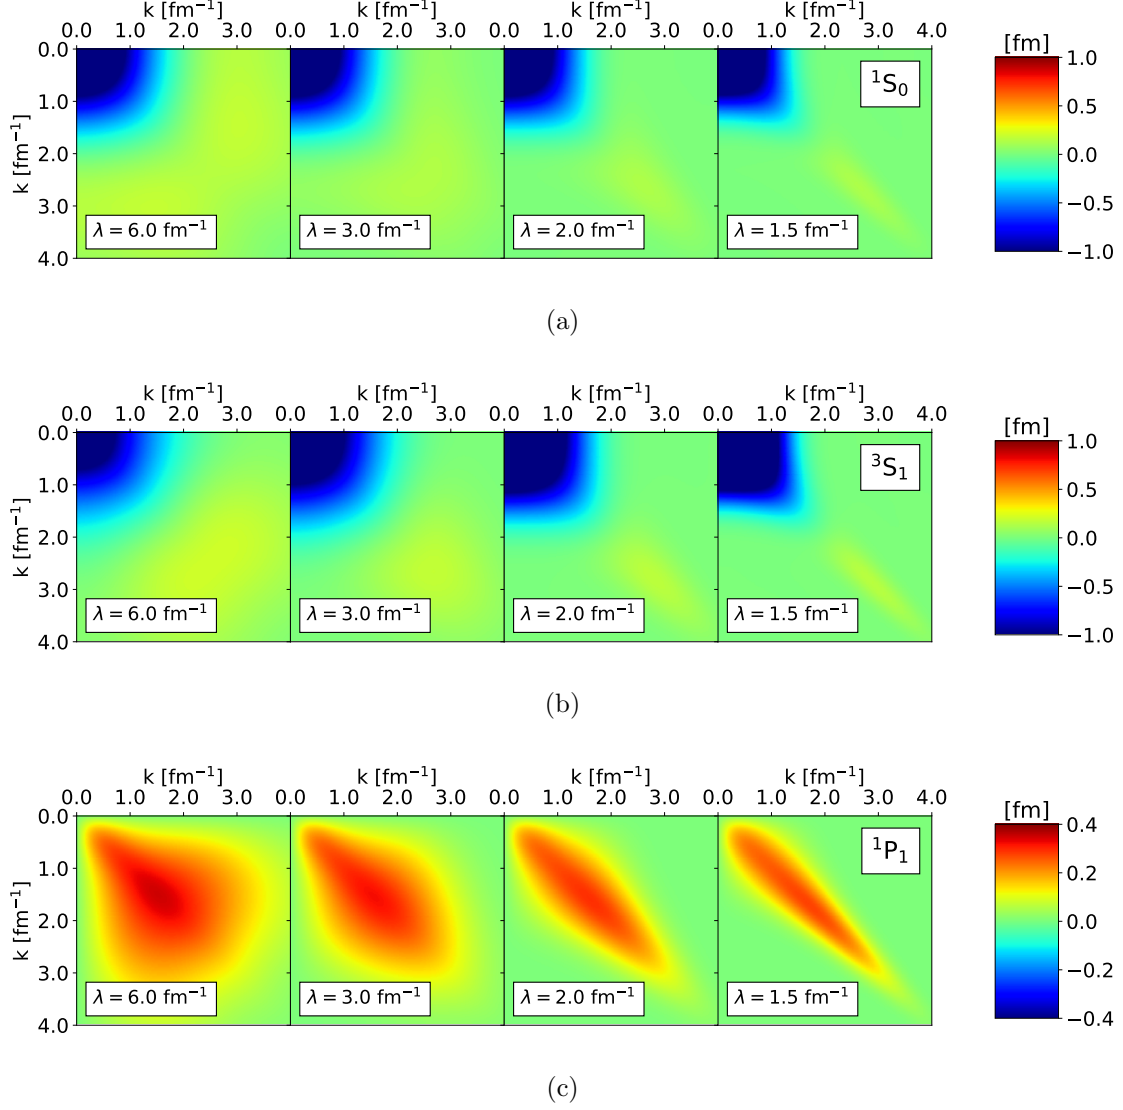 k [fm⁻¹] k [fm⁻¹] k [fm⁻¹] k [fm⁻¹]
0.0 1.0 2.0 3.0 0.0 1.0 2.0 3.0 0.0 1.0 2.0 3.0 0.0 1.0 2.0 3.0 4.0
k [fm⁻¹]
0.0
1.0
2.0
3.0
4.0
λ = 6.0 fm⁻¹ λ = 3.0 fm⁻¹ λ = 2.0 fm⁻¹ λ = 1.5 fm⁻¹
¹S₀
[fm]
1.0
0.5
0.0
−0.5
−1.0
(a)
k [fm⁻¹] k [fm⁻¹] k [fm⁻¹] k [fm⁻¹]
0.0 1.0 2.0 3.0 0.0 1.0 2.0 3.0 0.0 1.0 2.0 3.0 0.0 1.0 2.0 3.0 4.0
k [fm⁻¹]
0.0
1.0
2.0
3.0
4.0
λ = 6.0 fm⁻¹ λ = 3.0 fm⁻¹ λ = 2.0 fm⁻¹ λ = 1.5 fm⁻¹
³S₁
[fm]
1.0
0.5
0.0
−0.5
−1.0
(b)
k [fm⁻¹] k [fm⁻¹] k [fm⁻¹] k [fm⁻¹]
0.0 1.0 2.0 3.0 0.0 1.0 2.0 3.0 0.0 1.0 2.0 3.0 0.0 1.0 2.0 3.0 4.0
k [fm⁻¹]
0.0
1.0
2.0
3.0
4.0
λ = 6.0 fm⁻¹ λ = 3.0 fm⁻¹ λ = 2.0 fm⁻¹ λ = 1.5 fm⁻¹
¹P₁
[fm]
0.4
0.2
0.0
−0.2
−0.4
(c)